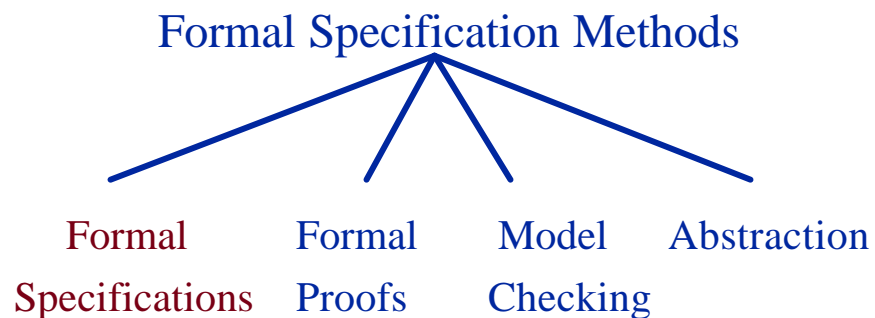 Formal Specification Methods
Formal Formal Model Abstraction
Specifications Proofs Checking